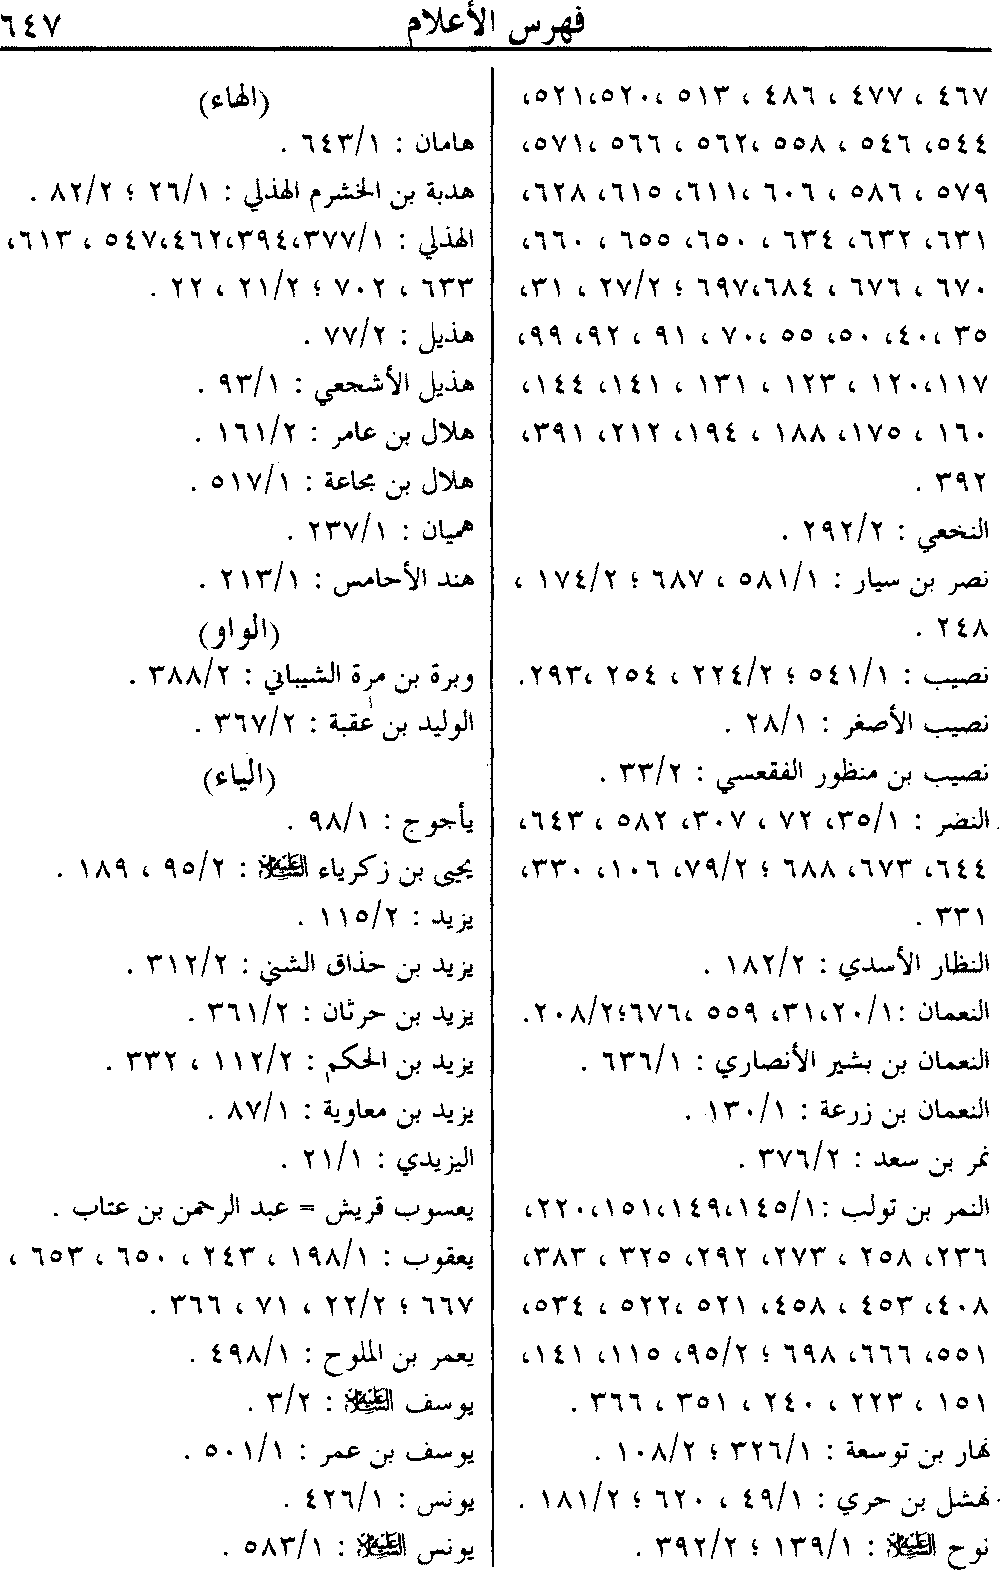 فهرس الأعلام ٦٤٧
٤٦٧ ، ٤٧٧ ، ٤٨٦ ، ٥١٣ ،٥٢٠،٥٢١،
٥٤٤، ٥٤٦ ، ٥٥٨ ،٥٦٢ ، ٥٦٦ ،٥٧١،
٥٧٩ ، ٥٨٦ ، ٦٠٦ ،٦١١، ٦١٥، ٦٢٨،
٦٣١، ٦٣٢، ٦٣٤ ، ٦٥٠، ٦٥٥ ، ٦٦٠،
٦٧٠ ، ٦٧٦ ، ٦٨٤،٦٩٧ ؛ ٢/ ٢٧ ، ٣١،
٣٥ ،٤٠، ٥٠، ٥٥ ،٧٠ ، ٩١ ، ٩٢، ٩٩،
١١٧،١٢٠ ، ١٢٣ ، ١٣١ ، ١٤١، ١٤٤،
١٦٠ ، ١٧٥، ١٨٨ ، ١٩٤، ٢١٢، ٣٩١،
٣٩٢ .
النخعي : ٢/ ٢٩٢ .
نصر بن سيار : ١/ ٥٨١ ، ٦٨٧ ؛ ٢/ ١٧٤ ،
٢٤٨ .
نصيب : ١/ ٥٤١ ؛ ٢/ ٢٢٤ ، ٢٥٤ ،٢٩٣.
نصيب الأصغر : ١/ ٢٨ .
نصيب بن منظور الفقعسي : ٢/ ٣٣ .
النضر : ١/ ٣٥، ٧٢ ، ٣٠٧، ٥٨٢ ، ٦٤٣،
٦٤٤، ٦٧٣، ٦٨٨ ؛ ٢/ ٧٩، ١٠٦، ٣٣٠،
٣٣١ .
النظار الأسدي : ٢/ ١٨٢ .
النعمان :١/ ٢٠،٣١، ٥٥٩ ،٦٧٦؛٢/ ٢٠٨.
النعمان بن بشير الأنصاري : ١/ ٦٣٦ .
النعمان بن زرعة : ١/ ١٣٠ .
نمر بن سعد : ٢/ ٣٧٦ .
النمر بن تولب :١/ ١٤٥،١٤٩،١٥١،٢٢٠،
٢٣٦، ٢٥٨ ، ٢٧٣، ٢٩٢، ٣٢٥ ، ٣٨٣،
٤٠٨، ٤٥٣ ، ٤٥٨، ٥٢١ ،٥٢٢ ، ٥٣٤،
٥٥١، ٦٦٦، ٦٩٨ ؛ ٢/ ٩٥، ١١٥، ١٤١،
١٥١ ، ٢٢٣ ، ٢٤٠ ، ٣٥١ ، ٣٦٦ .
نهار بن توسعة : ١/ ٣٢٦ ؛ ٢/ ١٠٨ .
نهشل بن حري : ١/ ٤٩ ، ٦٢٠ ؛ ٢/ ١٨١ .
نوح عليه السلام : ١/ ١٣٩ ؛ ٢/ ٣٩٢ .
(الهاء)
هامان : ١/ ٦٤٣ .
هدبة بن الخشرم الهذلي : ١/ ٢٦ ؛ ٢/ ٨٢ .
الهذلي : ١/ ٣٧٧،٣٩٤،٤٦٢،٥٤٧ ، ٦١٣،
٦٣٣ ، ٧٠٢ ؛ ٢/ ٢١ ، ٢٢ .
هذيل : ٢/ ٧٧ .
هذيل الأشجعي : ١/ ٩٣ .
هلال بن عامر : ٢/ ١٦١ .
هلال بن مجاعة : ١/ ٥١٧ .
هميان : ١/ ٢٣٧ .
هند الأحامس : ١/ ٢١٣ .
(الواو)
وبرة بن مرة الشيباني : ٢/ ٣٨٨ .
الوليد بن عُقبة : ٢/ ٣٦٧ .
(الياء)
يأجوج : ١/ ٩٨ .
يحيى بن زكرياء عليه السلام : ٢/ ٩٥ ، ١٨٩ .
يزيد : ٢/ ١١٥ .
يزيد بن حذاق الشني : ٢/ ٣١٢ .
يزيد بن حرثان : ٢/ ٣٦١ .
يزيد بن الحكم : ٢/ ١١٢ ، ٣٣٢ .
يزيد بن معاوية : ١/ ٨٧ .
اليزيدي : ١/ ٢١ .
يعسوب قريش = عبد الرحمن بن عتاب .
يعقوب : ١/ ١٩٨ ، ٢٤٣ ، ٦٥٠ ، ٦٥٣ ،
٦٦٧ ؛ ٢/ ٢٢ ، ٧١ ، ٣٦٦ .
يعمر بن الملوح : ١/ ٤٩٨ .
يوسف عليه السلام : ٢/ ٣ .
يوسف بن عمر : ١/ ٥٠١ .
يونس : ١/ ٤٢٦ .
يونس عليه السلام : ١/ ٥٨٣ .